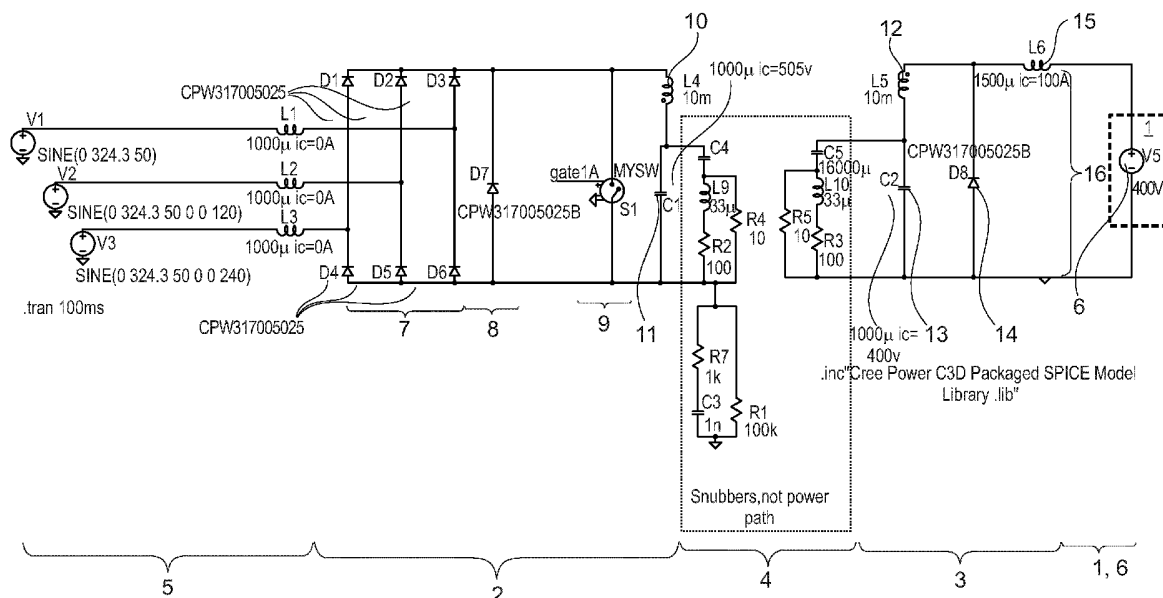 10
12
15
D1
D2
D3
CPW317005025
L4
10m
1000µ ic=505v
L5
10m
L6
1500µ ic=100A
V1
L1
1000µ ic=0A
SINE(0 324.3 50)
V2
L2
1000µ ic=0A
SINE(0 324.3 50 0 0 120)
V3
L3
1000µ ic=0A
SINE(0 324.3 50 0 0 240)
D7
CPW317005025B
gate1A
MYSW
S1
C1
C4
L9
33µ
R4
10
R2
100
C5
16000µ
L10
33µ
R5
10
R3
100
CPW317005025B
C2
D8
16
1
V5
400V
D4
D5
D6
.tran 100ms
CPW317005025
7
8
9
11
6
1000µ ic=
400v
13
14
R7
1k
C3
1n
R1
100k
.inc"Cree Power C3D Packaged SPICE Model
Library .lib"
Snubbers,not power
path
5
2
4
3
1, 6